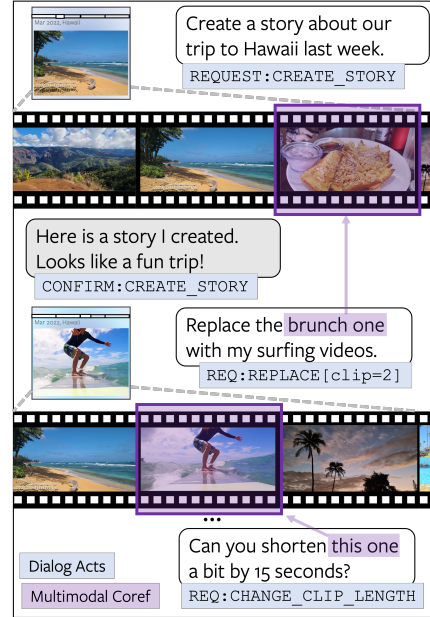 Mar 2022, Hawaii
Create a story about our
trip to Hawaii last week.
REQUEST:CREATE_STORY
Here is a story I created.
Looks like a fun trip!
CONFIRM:CREATE_STORY
Mar 2022, Hawaii
Replace the brunch one
with my surfing videos.
REQ:REPLACE[clip=2]
...
Can you shorten this one
a bit by 15 seconds?
REQ:CHANGE_CLIP_LENGTH
Dialog Acts
Multimodal Coref